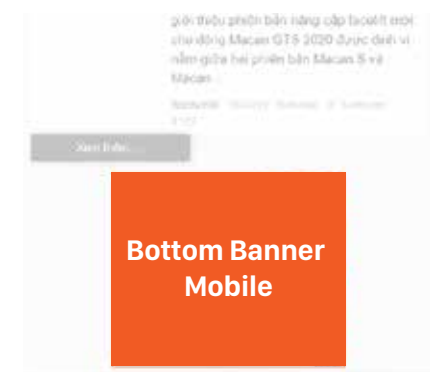 giới thiệu phiên bản nâng cấp facelift mới
cho dòng Macan GTS 2020 được định vị
nằm giữa hai phiên bản Macan S và
Macan
Xem thêm...
Bottom Banner
Mobile